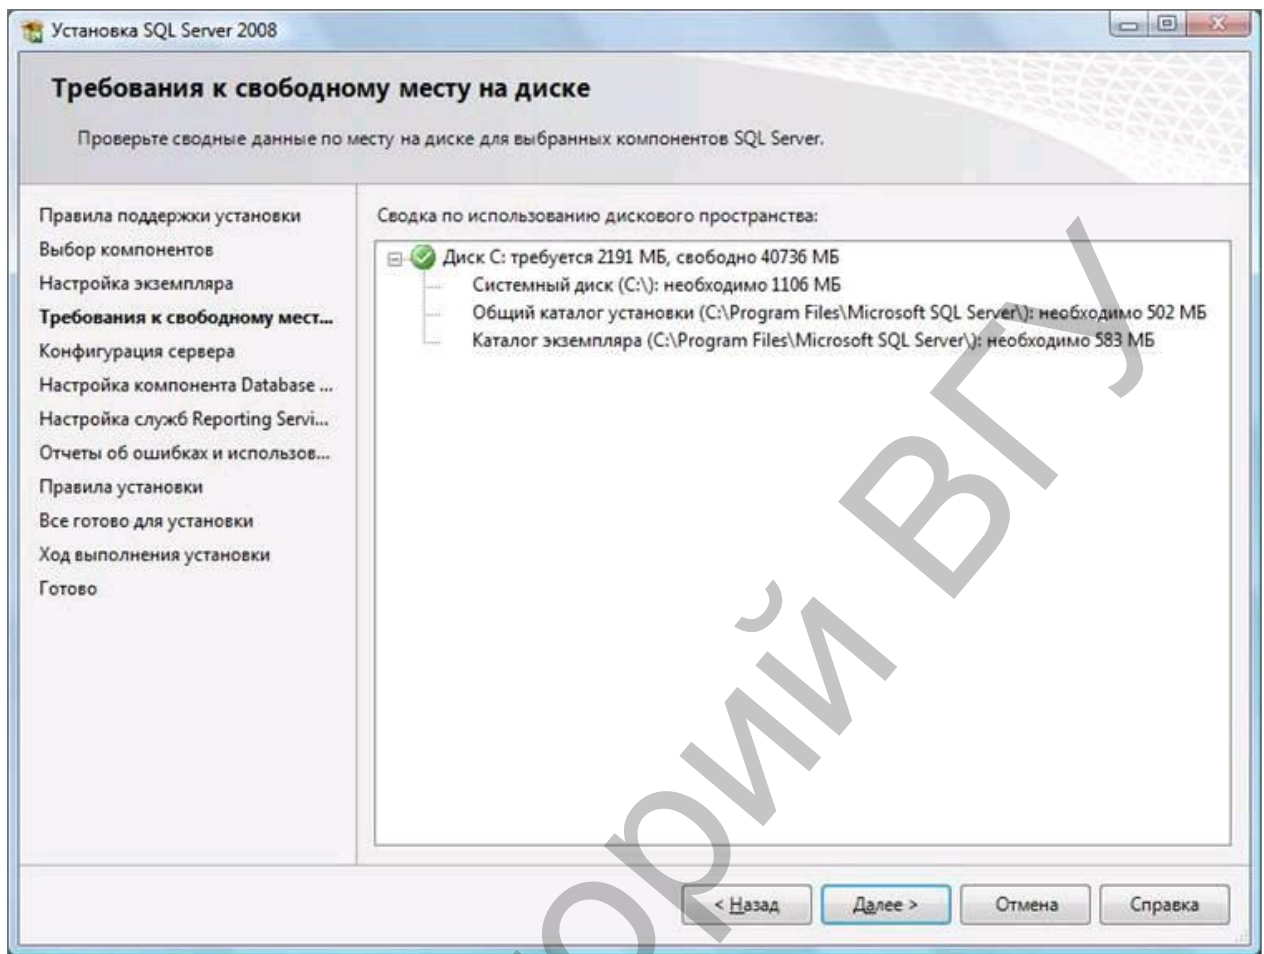 Установка SQL Server 2008
Требования к свободному месту на диске
Проверьте сводные данные по месту на диске для выбранных компонентов SQL Server.
Правила поддержки установки
Выбор компонентов
Настройка экземпляра
Требования к свободному мест...
Конфигурация сервера
Настройка компонента Database ...
Настройка служб Reporting Servi...
Отчеты об ошибках и использов...
Правила установки
Все готово для установки
Ход выполнения установки
Готово
Сводка по использованию дискового пространства:
Диск C: требуется 2191 МБ, свободно 40736 МБ
Системный диск (C:\): необходимо 1106 МБ
Общий каталог установки (C:\Program Files\Microsoft SQL Server\): необходимо 502 МБ
Каталог экземпляра (C:\Program Files\Microsoft SQL Server\): необходимо 583 МБ
< Назад
Далее >
Отмена
Справка
ВГУ